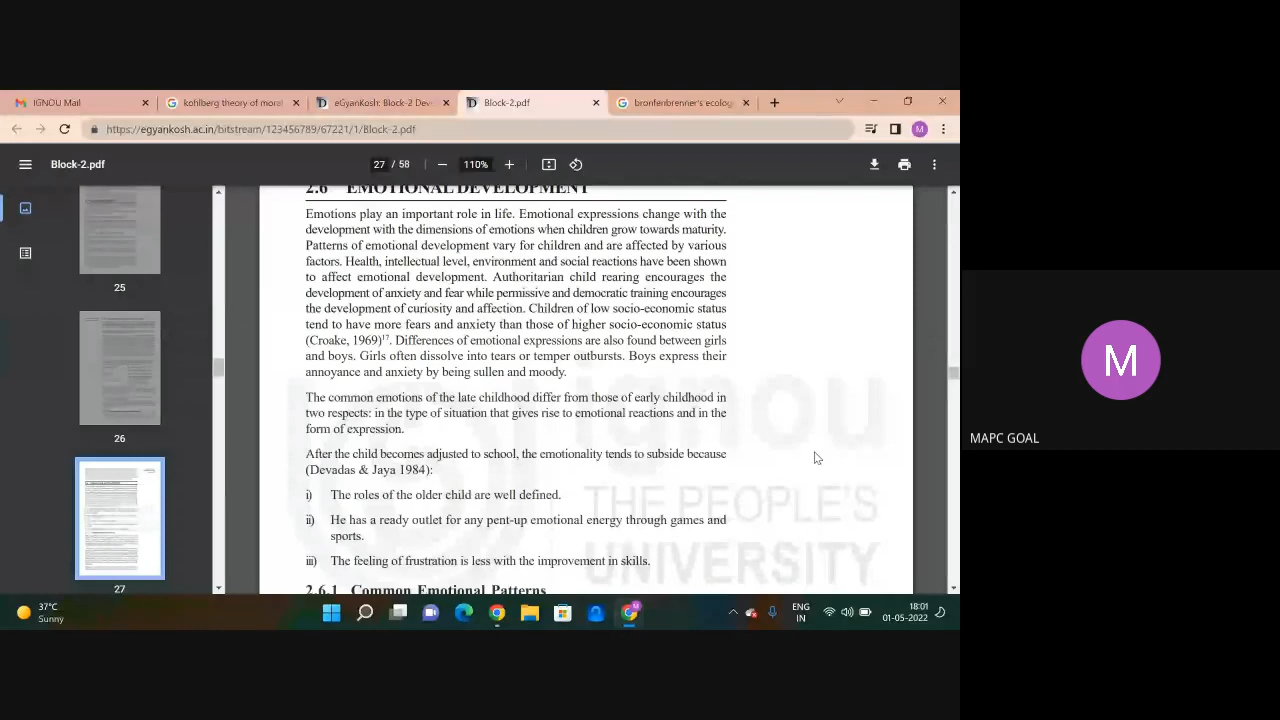 IGNOU Mail
kohlberg theory of moral
eGyanKosh: Block-2 Dev
Block-2.pdf
bronfenbrenner's ecolog
https://egyankosh.ac.in/bitstream/123456789/67221/1/Block-2.pdf
M
Block-2.pdf
27 / 58
110%
2.6 EMOTIONAL DEVELOPMENT
Emotions play an important role in life. Emotional expressions change with the
development with the dimensions of emotions when children grow towards maturity.
Patterns of emotional development vary for children and are affected by various
factors. Health, intellectual level, environment and social reactions have been shown
to affect emotional development. Authoritarian child rearing encourages the
development of anxiety and fear while permissive and democratic training encourages
the development of curiosity and affection. Children of low socio-economic status
tend to have more fears and anxiety than those of higher socio-economic status
(Croake, 1969)17. Differences of emotional expressions are also found between girls
and boys. Girls often dissolve into tears or temper outbursts. Boys express their
annoyance and anxiety by being sullen and moody.
The common emotions of the late childhood differ from those of early childhood in
two respects: in the type of situation that gives rise to emotional reactions and in the
form of expression.
After the child becomes adjusted to school, the emotionality tends to subside because
(Devadas & Jaya 1984):
i) The roles of the older child are well defined.
ii) He has a ready outlet for any pent-up emotional energy through games and
sports.
iii) The feeling of frustration is less with the improvement in skills.
2.6.1 Common Emotional Patterns
ignou
THE PEOPLE'S
UNIVERSITY
25
26
27
M
MAPC GOAL
37°C
Sunny
ENG
IN
18:01
01-05-2022